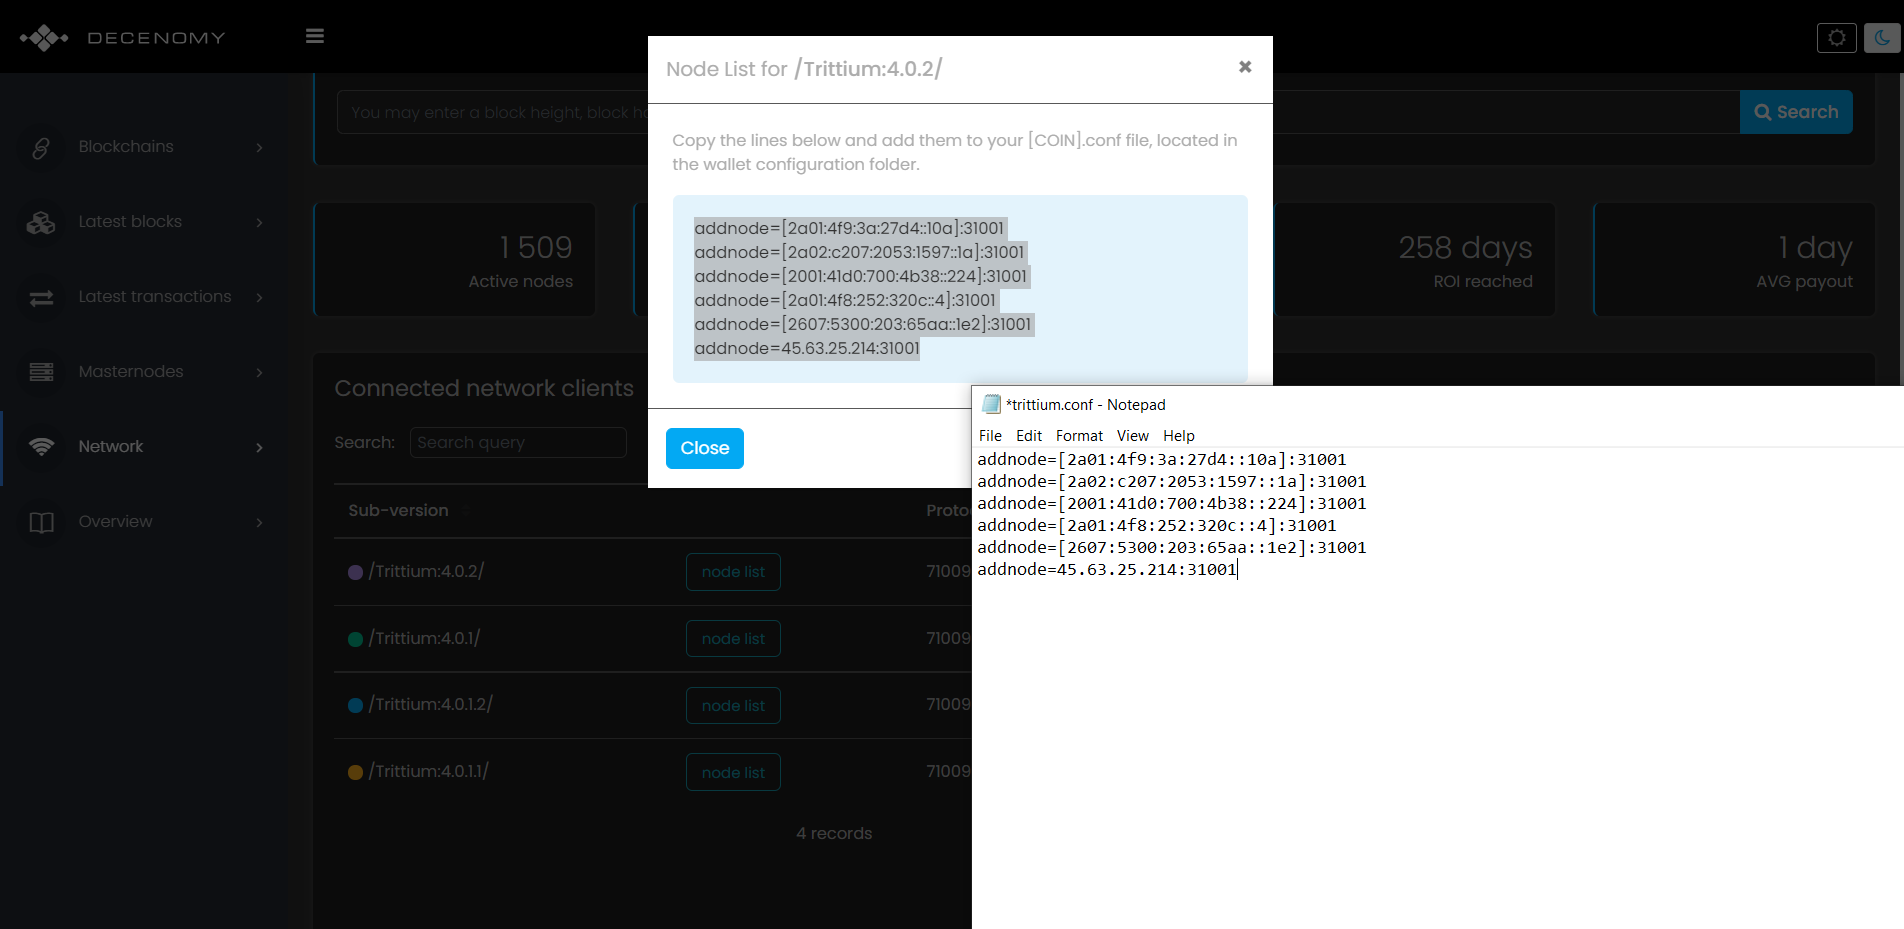 DECENOMY
Node List for /Trittium:4.0.2/
Copy the lines below and add them to your [COIN].conf file, located in
the wallet configuration folder.
addnode=[2a01:4f9:3a:27d4::10a]:31001
addnode=[2a02:c207:2053:1597::1a]:31001
addnode=[2001:41d0:700:4b38::224]:31001
addnode=[2a01:4f8:252:320c::4]:31001
addnode=[2607:5300:203:65aa::1e2]:31001
addnode=45.63.25.214:31001
Close
You may enter a block height, block ha
Search
Blockchains
Latest blocks
Latest transactions
Masternodes
Network
Overview
1 509
Active nodes
258 days
ROI reached
1 day
AVG payout
Connected network clients
Search:
Search query
Sub-version
Proto
/Trittium:4.0.2/ node list 71009
/Trittium:4.0.1/ node list 71009
/Trittium:4.0.1.2/ node list 71009
/Trittium:4.0.1.1/ node list 71009
4 records
*trittium.conf - Notepad
File Edit Format View Help
addnode=[2a01:4f9:3a:27d4::10a]:31001
addnode=[2a02:c207:2053:1597::1a]:31001
addnode=[2001:41d0:700:4b38::224]:31001
addnode=[2a01:4f8:252:320c::4]:31001
addnode=[2607:5300:203:65aa::1e2]:31001
addnode=45.63.25.214:31001